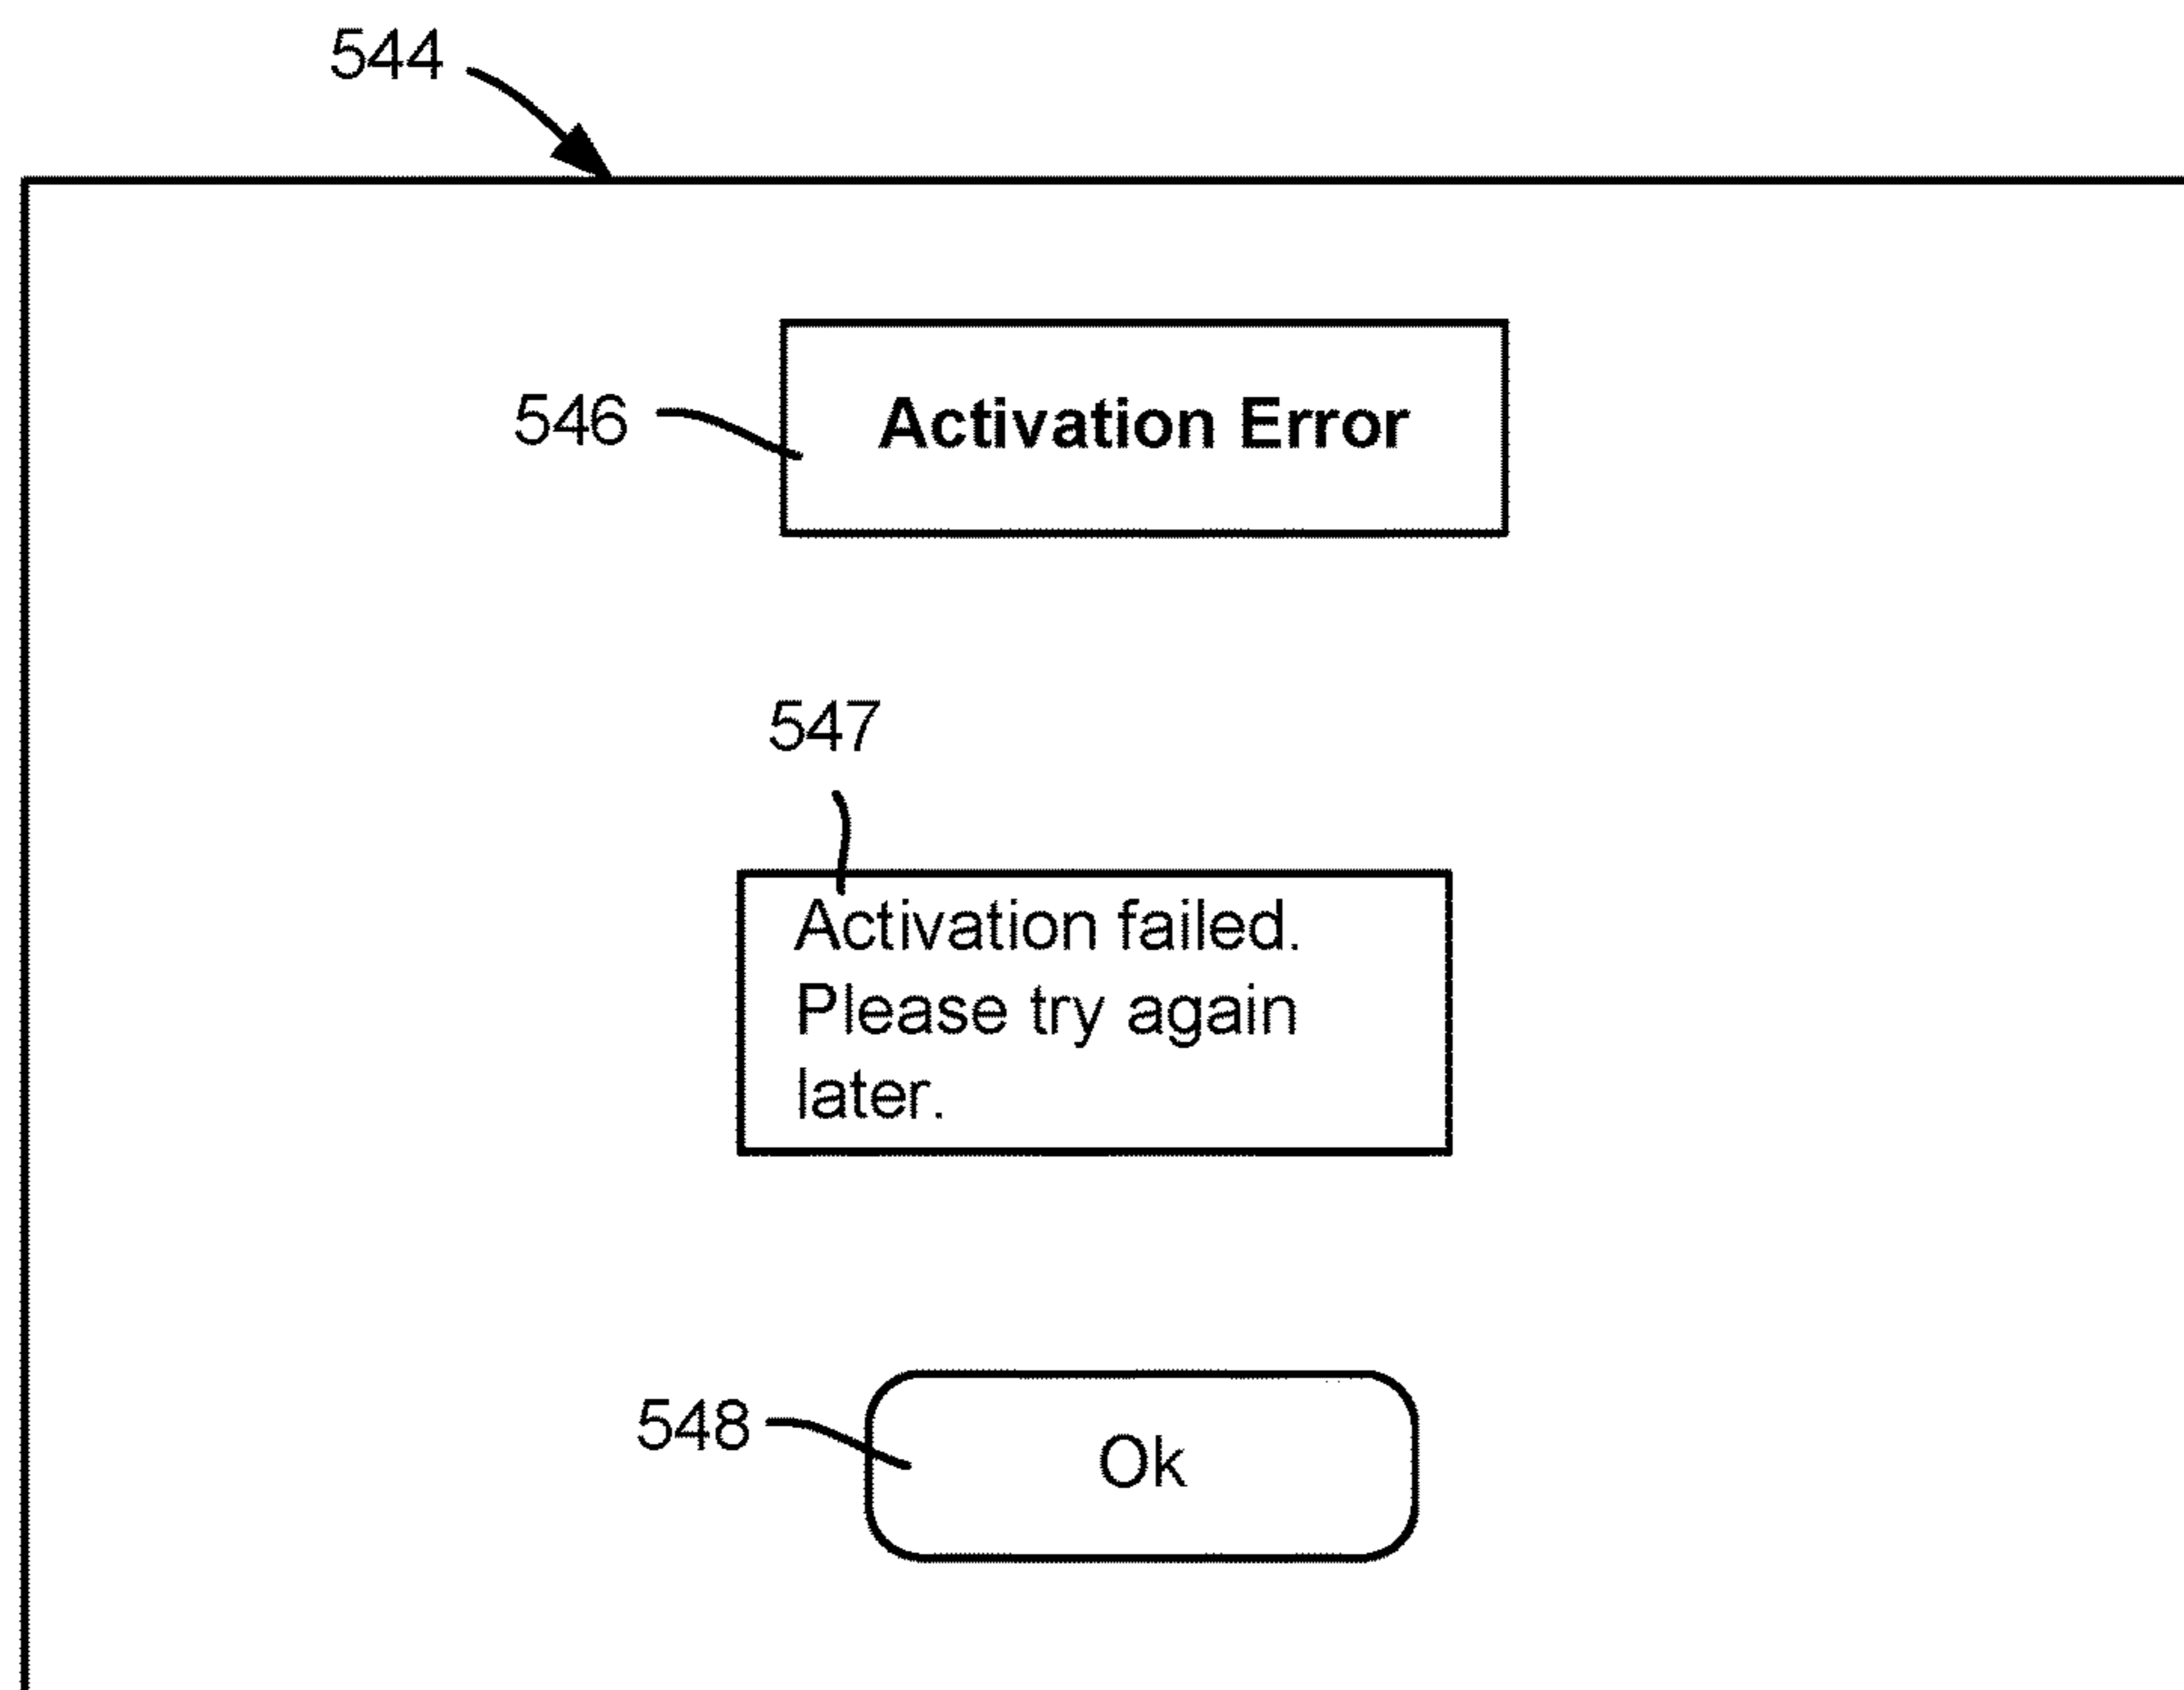 544
546
Activation Error
547
Activation failed.
Please try again
later.
548
Ok